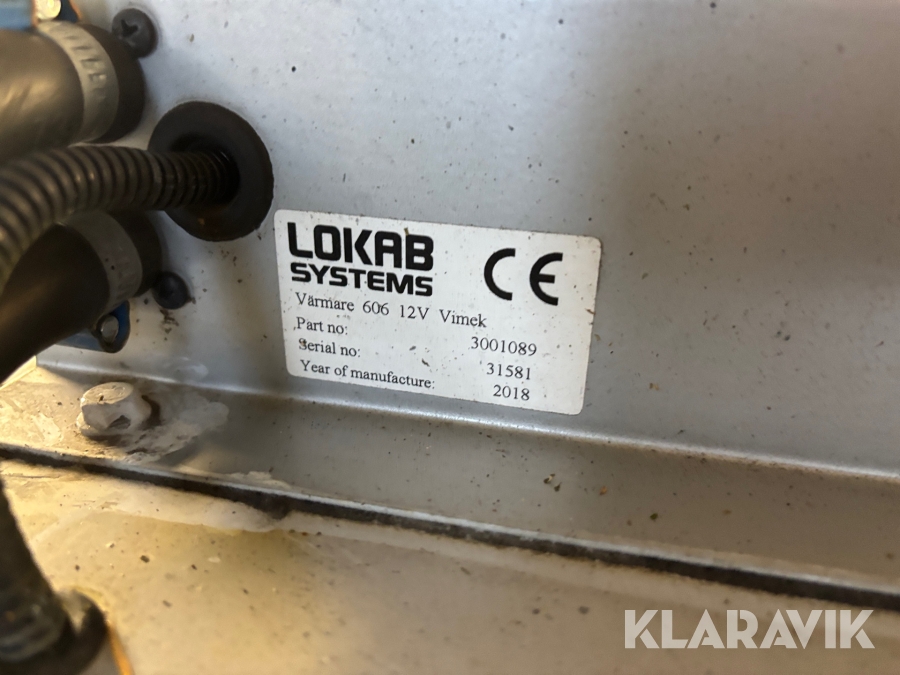 LOKAB
SYSTEMS
CE
Värmare 606 12V Vimek
Part no: 3001089
Serial no: 31581
Year of manufacture: 2018
KLARAVIK